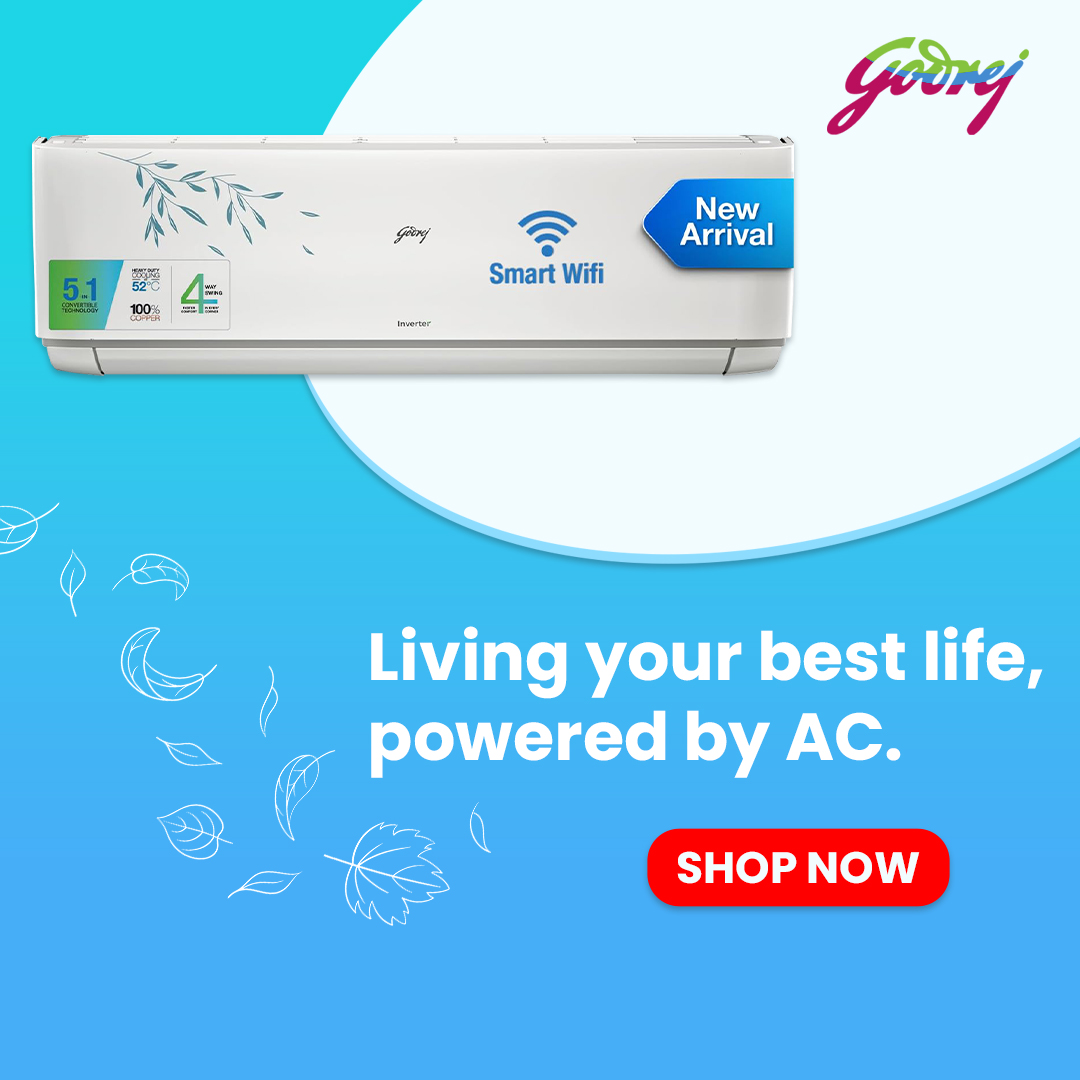 Godrej
Godrej
Smart Wifi
New
Arrival
5 IN 1
CONVERTIBLE
TECHNOLOGY
HEAVY DUTY
COOLING
52°C
100%
COPPER
4 WAY
SWING
Inverter
Living your best life,
powered by AC.
SHOP NOW